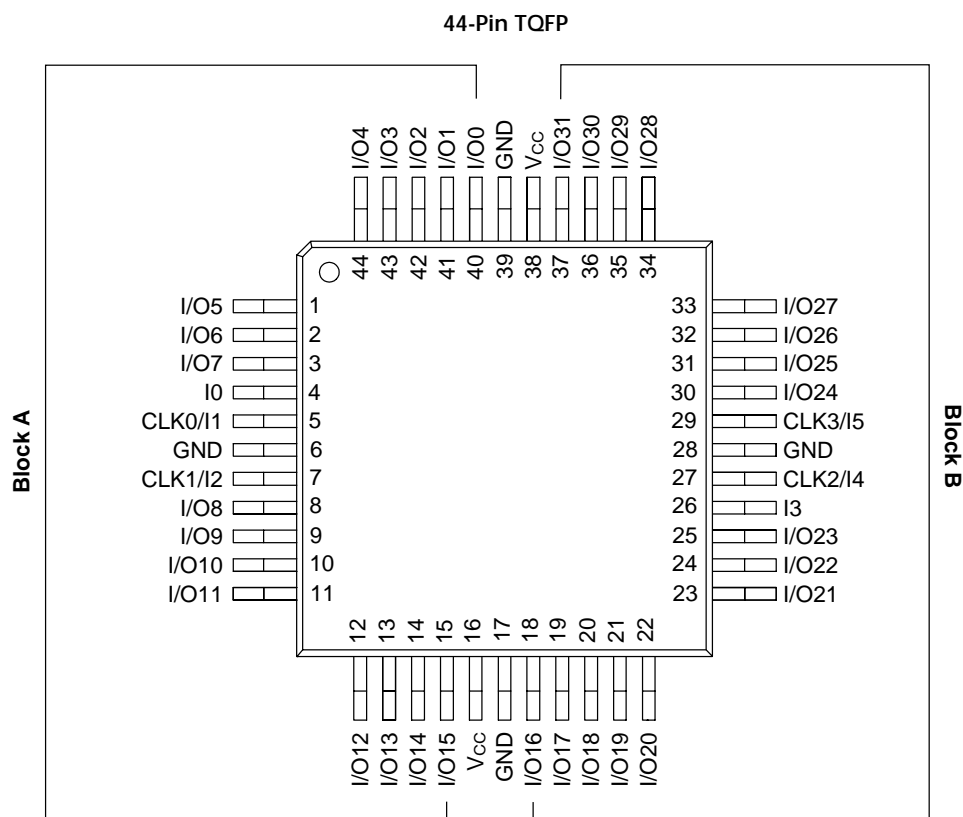 44-Pin TQFP
I/O4
I/O3
I/O2
I/O1
I/O0
GND
VCC
I/O31
I/O30
I/O29
I/O28
44
43
42
41
40
39
38
37
36
35
34
I/O5 1
I/O6 2
I/O7 3
I0 4
CLK0/I1 5
GND 6
CLK1/I2 7
I/O8 8
I/O9 9
I/O10 10
I/O11 11
33 I/O27
32 I/O26
31 I/O25
30 I/O24
29 CLK3/I5
28 GND
27 CLK2/I4
26 I3
25 I/O23
24 I/O22
23 I/O21
Block A
Block B
12
13
14
15
16
17
18
19
20
21
22
I/O12
I/O13
I/O14
I/O15
VCC
GND
I/O16
I/O17
I/O18
I/O19
I/O20